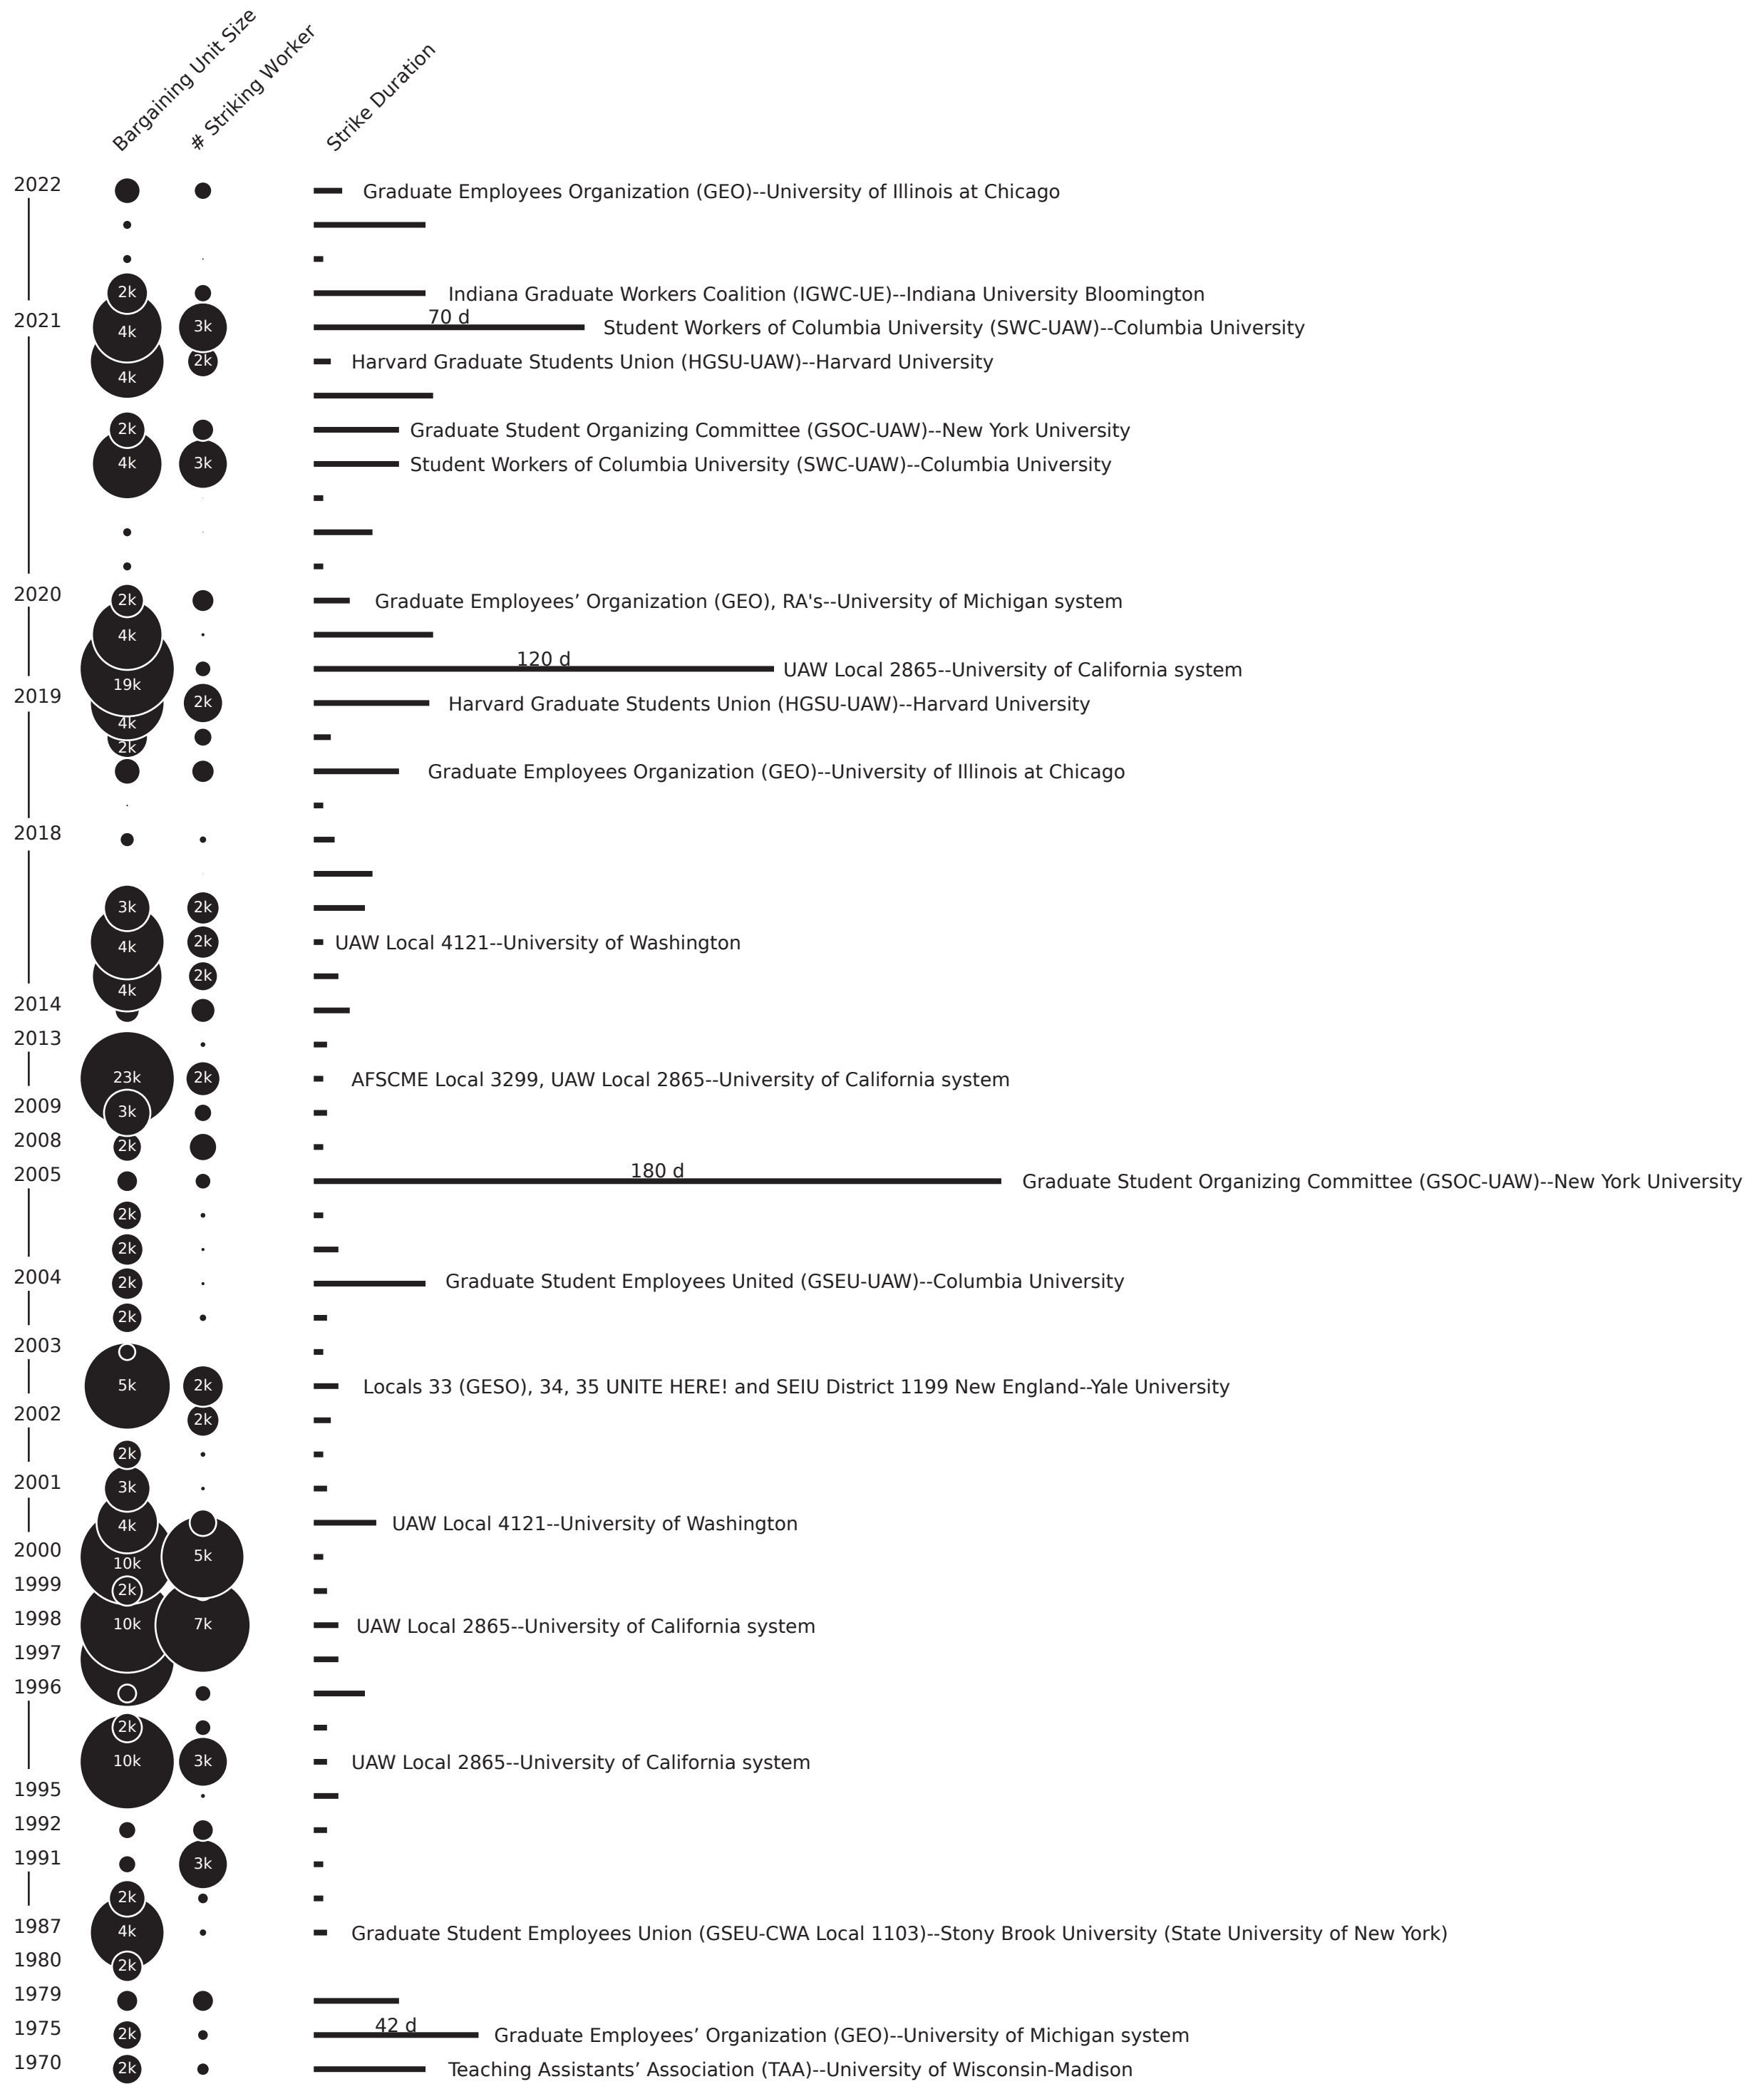 Bargaining Unit Size
# Striking Worker
Strike Duration
2022 Graduate Employees Organization (GEO)--University of Illinois at Chicago
2k Indiana Graduate Workers Coalition (IGWC-UE)--Indiana University Bloomington
70 d
2021 4k 3k Student Workers of Columbia University (SWC-UAW)--Columbia University
4k 2k Harvard Graduate Students Union (HGSU-UAW)--Harvard University
2k Graduate Student Organizing Committee (GSOC-UAW)--New York University
4k 3k Student Workers of Columbia University (SWC-UAW)--Columbia University
2020 2k Graduate Employees’ Organization (GEO), RA's--University of Michigan system
4k
120 d
19k UAW Local 2865--University of California system
2019 4k 2k Harvard Graduate Students Union (HGSU-UAW)--Harvard University
2k
Graduate Employees Organization (GEO)--University of Illinois at Chicago
2018
3k 2k
4k 2k UAW Local 4121--University of Washington
4k 2k
2014
2013
23k 2k AFSCME Local 3299, UAW Local 2865--University of California system
2009 3k
2008 2k
180 d
2005 Graduate Student Organizing Committee (GSOC-UAW)--New York University
2k
2k
2004 2k Graduate Student Employees United (GSEU-UAW)--Columbia University
2k
2003
5k 2k Locals 33 (GESO), 34, 35 UNITE HERE! and SEIU District 1199 New England--Yale University
2002 2k
2k
2001 3k
4k UAW Local 4121--University of Washington
2000 10k 5k
1999 2k
1998 10k 7k UAW Local 2865--University of California system
1997
1996
2k
10k 3k UAW Local 2865--University of California system
1995
1992
1991 3k
2k
1987 4k Graduate Student Employees Union (GSEU-CWA Local 1103)--Stony Brook University (State University of New York)
1980 2k
1979
42 d
1975 2k Graduate Employees’ Organization (GEO)--University of Michigan system
1970 2k Teaching Assistants’ Association (TAA)--University of Wisconsin-Madison